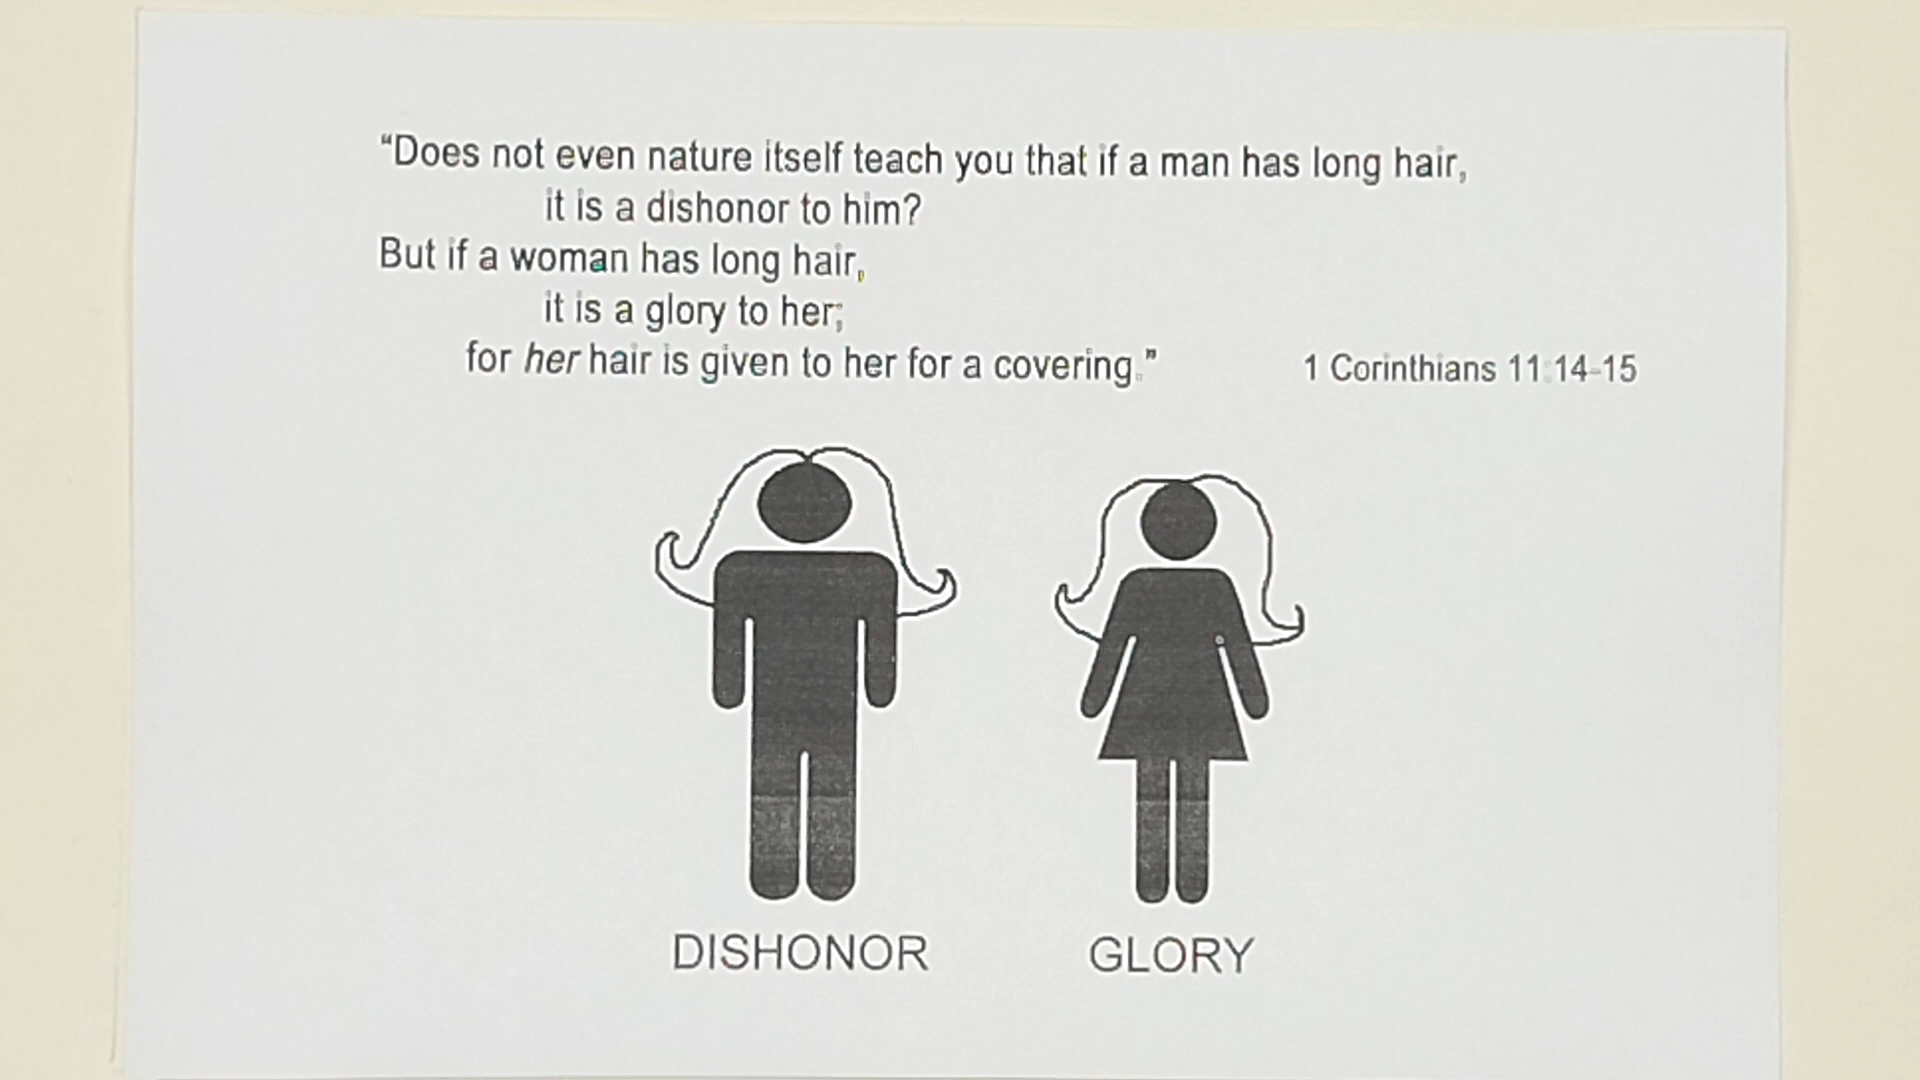 “Does not even nature itself teach you that if a man has long hair,
it is a dishonor to him?
But if a woman has long hair,
it is a glory to her;
for her hair is given to her for a covering.” 1 Corinthians 11:14-15
DISHONOR GLORY